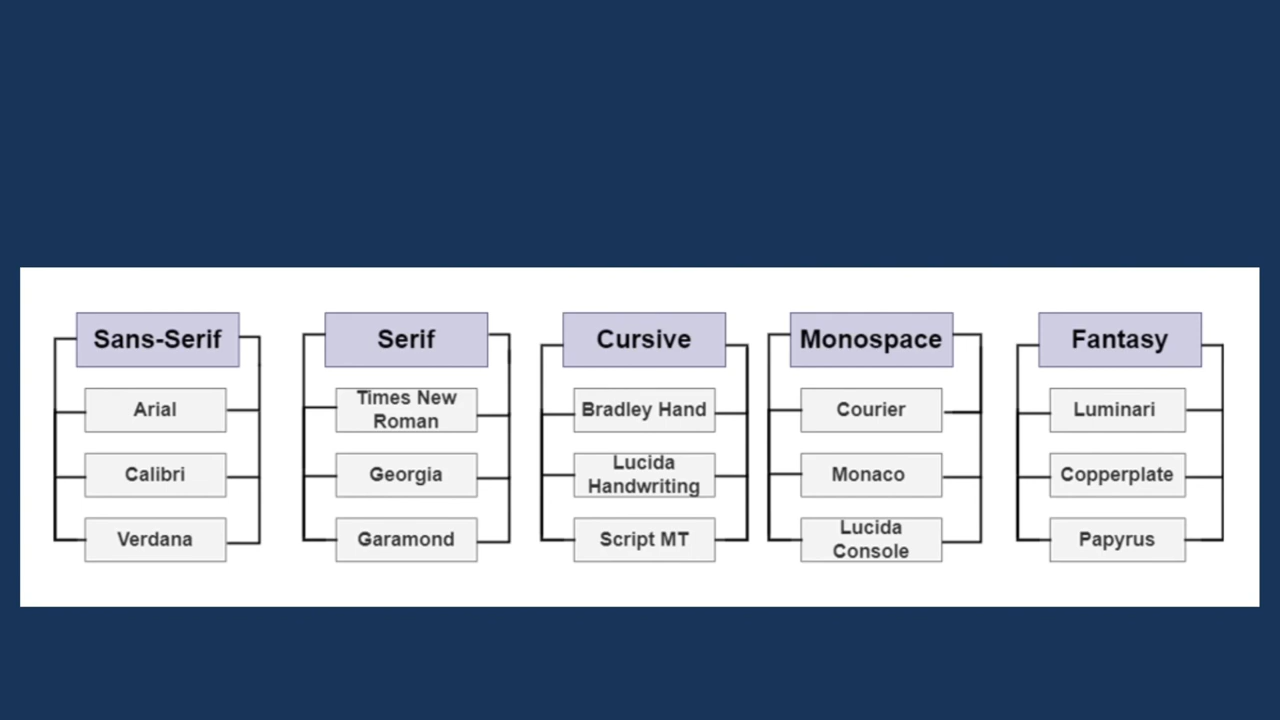 Sans-Serif
Arial
Calibri
Verdana
Serif
Times New
Roman
Georgia
Garamond
Cursive
Bradley Hand
Lucida
Handwriting
Script MT
Monospace
Courier
Monaco
Lucida
Console
Fantasy
Luminari
Copperplate
Papyrus